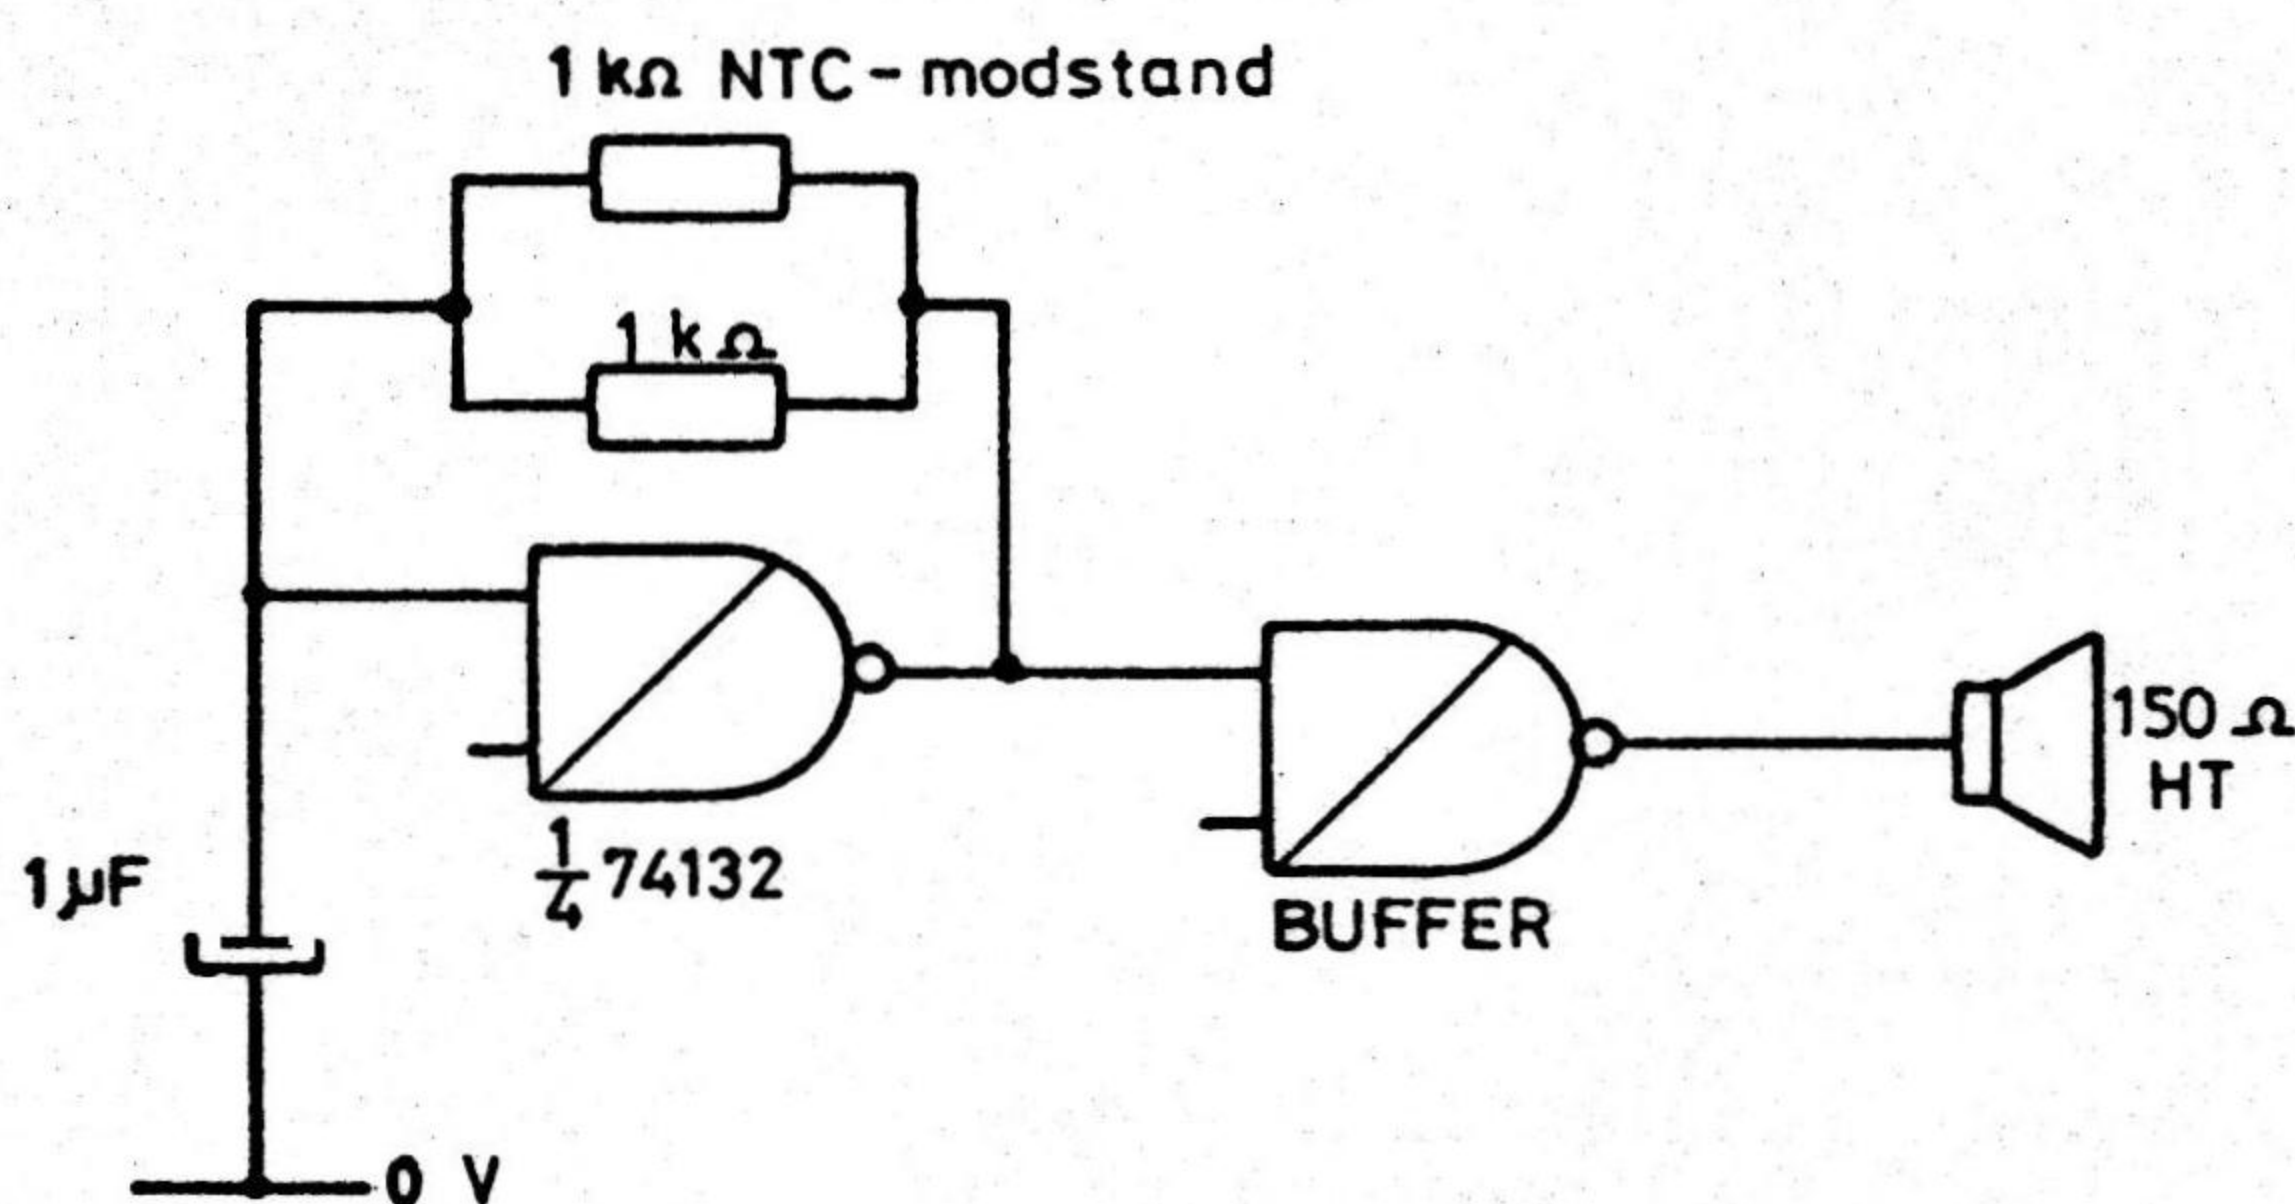 1 kΩ NTC-modstand
1 kΩ
1µF
¼ 74132
BUFFER
150 Ω
HT
0 V